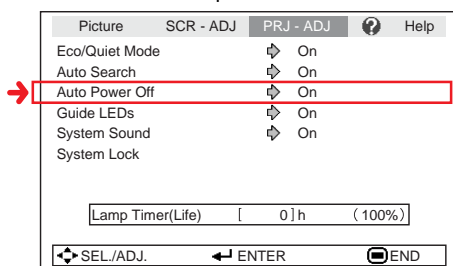 Picture SCR - ADJ PRJ - ADJ ? Help
Eco/Quiet Mode On
Auto Search On
Auto Power Off On
Guide LEDs On
System Sound On
System Lock
Lamp Timer(Life) [ 0 ] h (100%)
SEL./ADJ. ENTER END